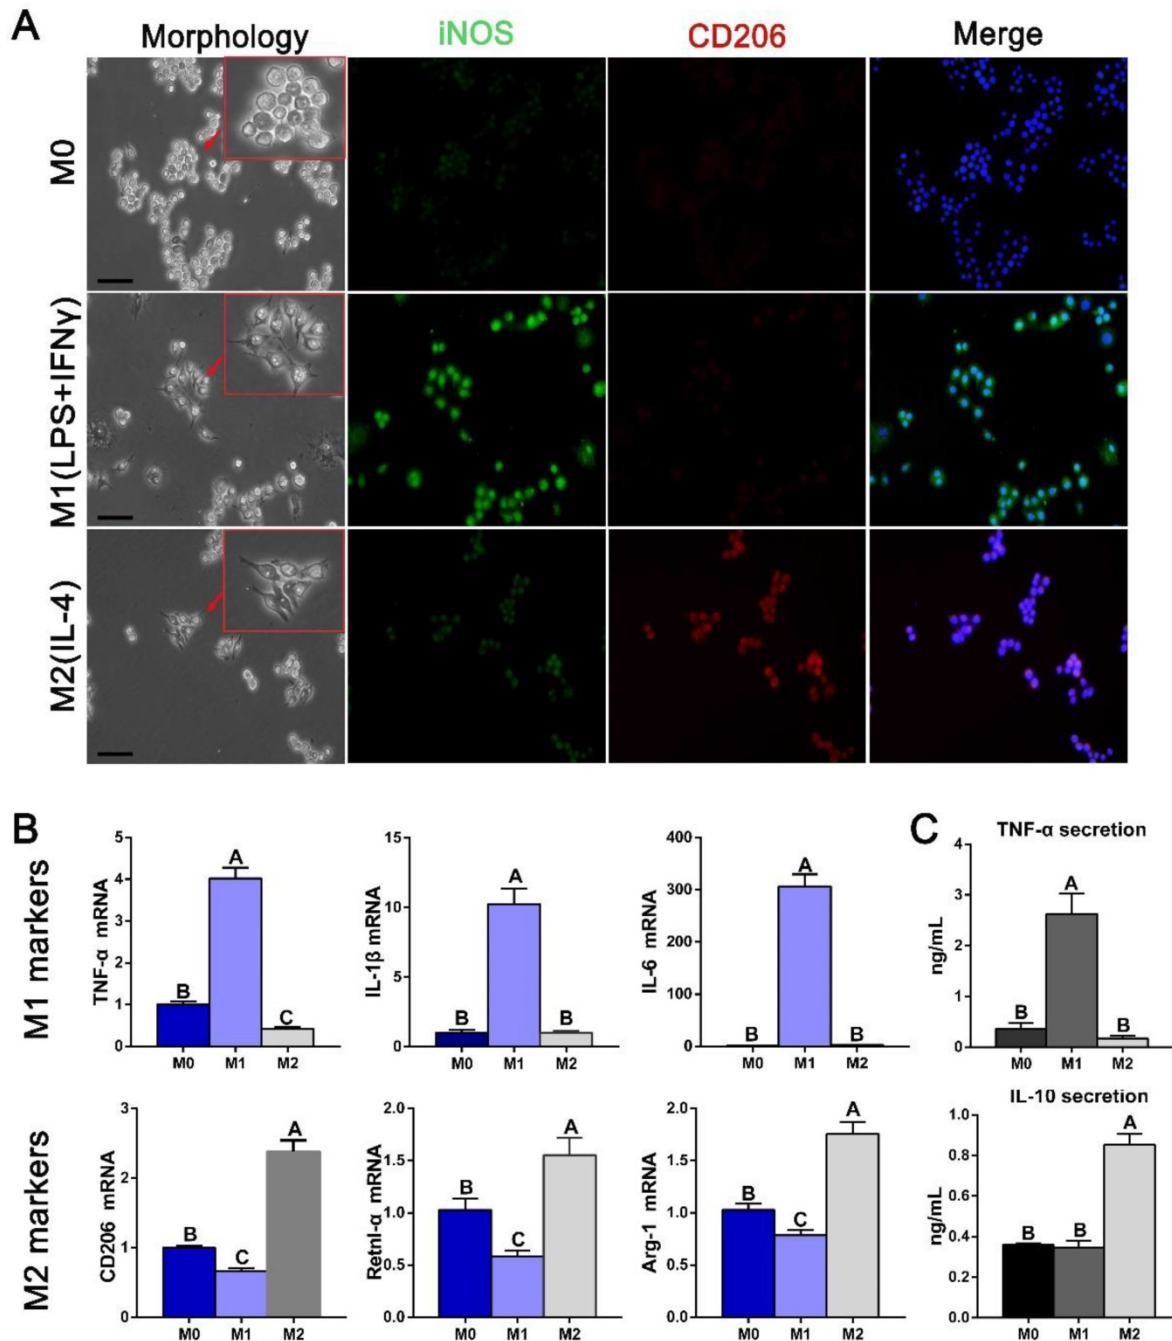 A
Morphology
iNOS
CD206
Merge
M0
M1(LPS+IFNγ)
M2(IL-4)
B
M1 markers
TNF-α mRNA
5
4
3
2
1
0
B
A
C
M0
M1
M2
IL-1β mRNA
15
10
5
0
B
A
B
M0
M1
M2
IL-6 mRNA
400
300
200
100
0
B
A
B
M0
M1
M2
C
TNF-α secretion
ng/mL
4
3
2
1
0
B
A
B
M0
M1
M2
M2 markers
CD206 mRNA
3
2
1
0
B
C
A
M0
M1
M2
Retnl-α mRNA
2.0
1.5
1.0
0.5
0.0
B
C
A
M0
M1
M2
Arg-1 mRNA
2.0
1.5
1.0
0.5
0.0
B
C
A
M0
M1
M2
IL-10 secretion
ng/mL
1.0
0.8
0.6
0.4
0.2
0.0
B
B
A
M0
M1
M2